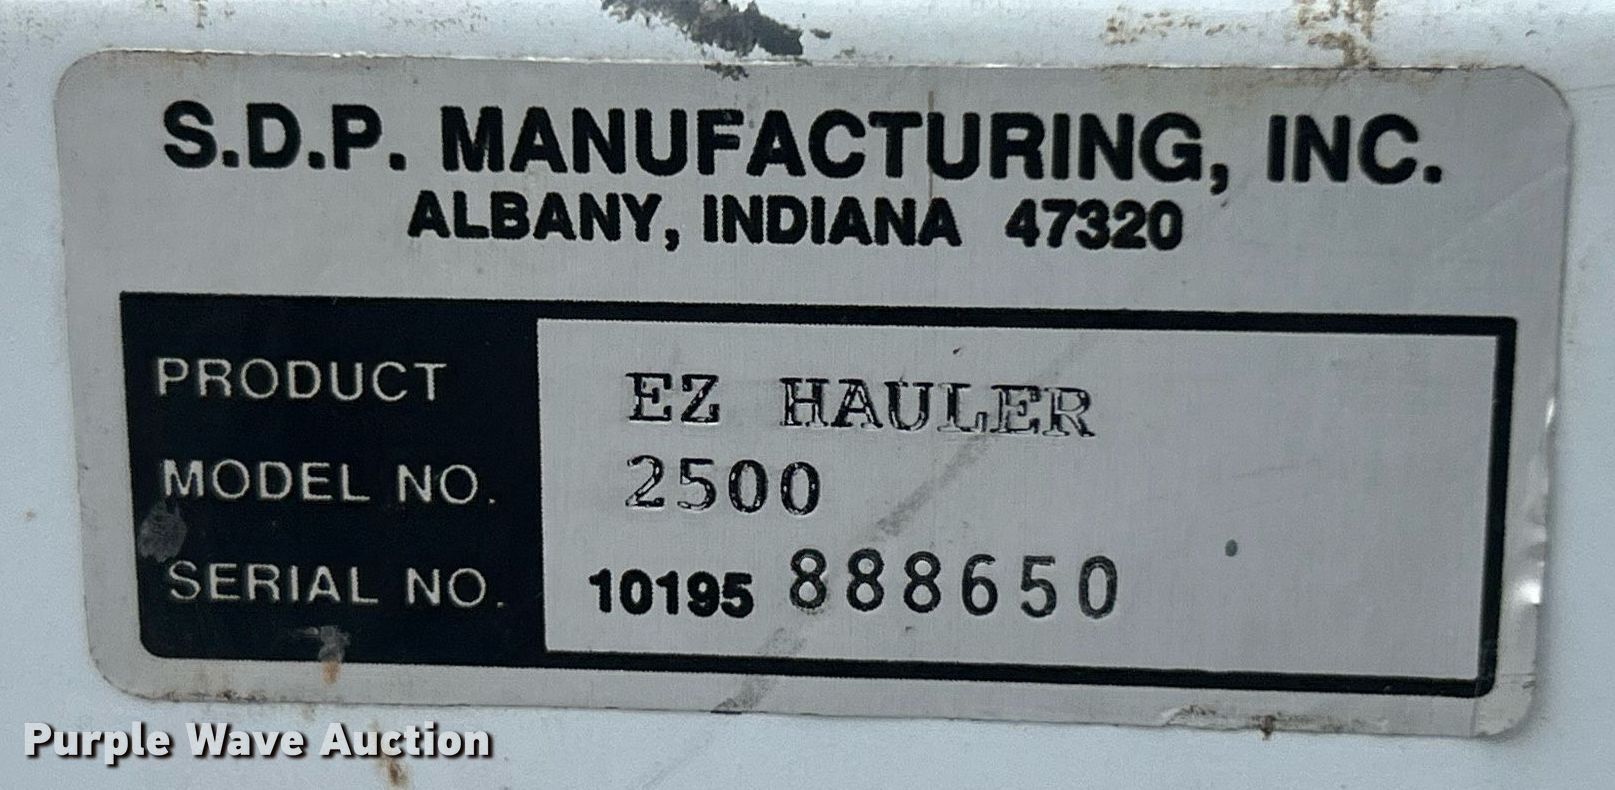 S.D.P. MANUFACTURING, INC.
ALBANY, INDIANA 47320
PRODUCT EZ HAULER
MODEL NO. 2500
SERIAL NO. 10195 888650
Purple Wave Auction